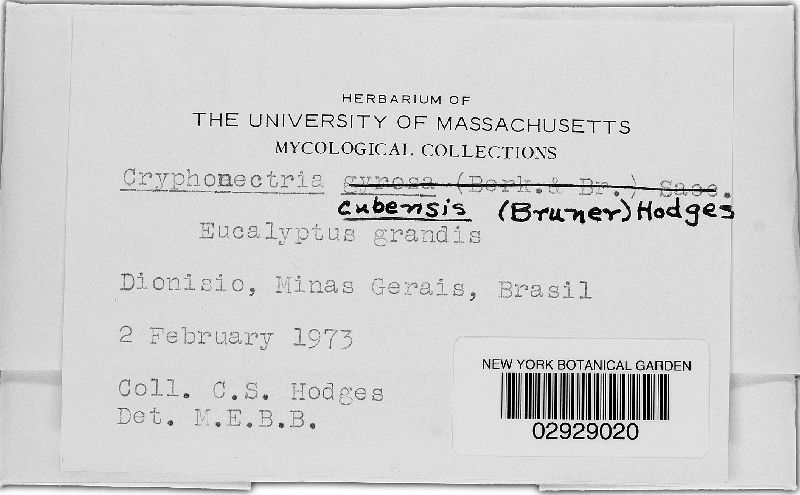 HERBARIUM OF
THE UNIVERSITY OF MASSACHUSETTS
MYCOLOGICAL COLLECTIONS
Cryphonectria gyrosa (Berk.& Br.) Sacc.
cubensis (Bruner) Hodges
Eucalyptus grandis
Dionisio, Minas Gerais, Brasil
2 February 1973
Coll. C.S. Hodges
Det. M.E.B.B.
NEW YORK BOTANICAL GARDEN
02929020